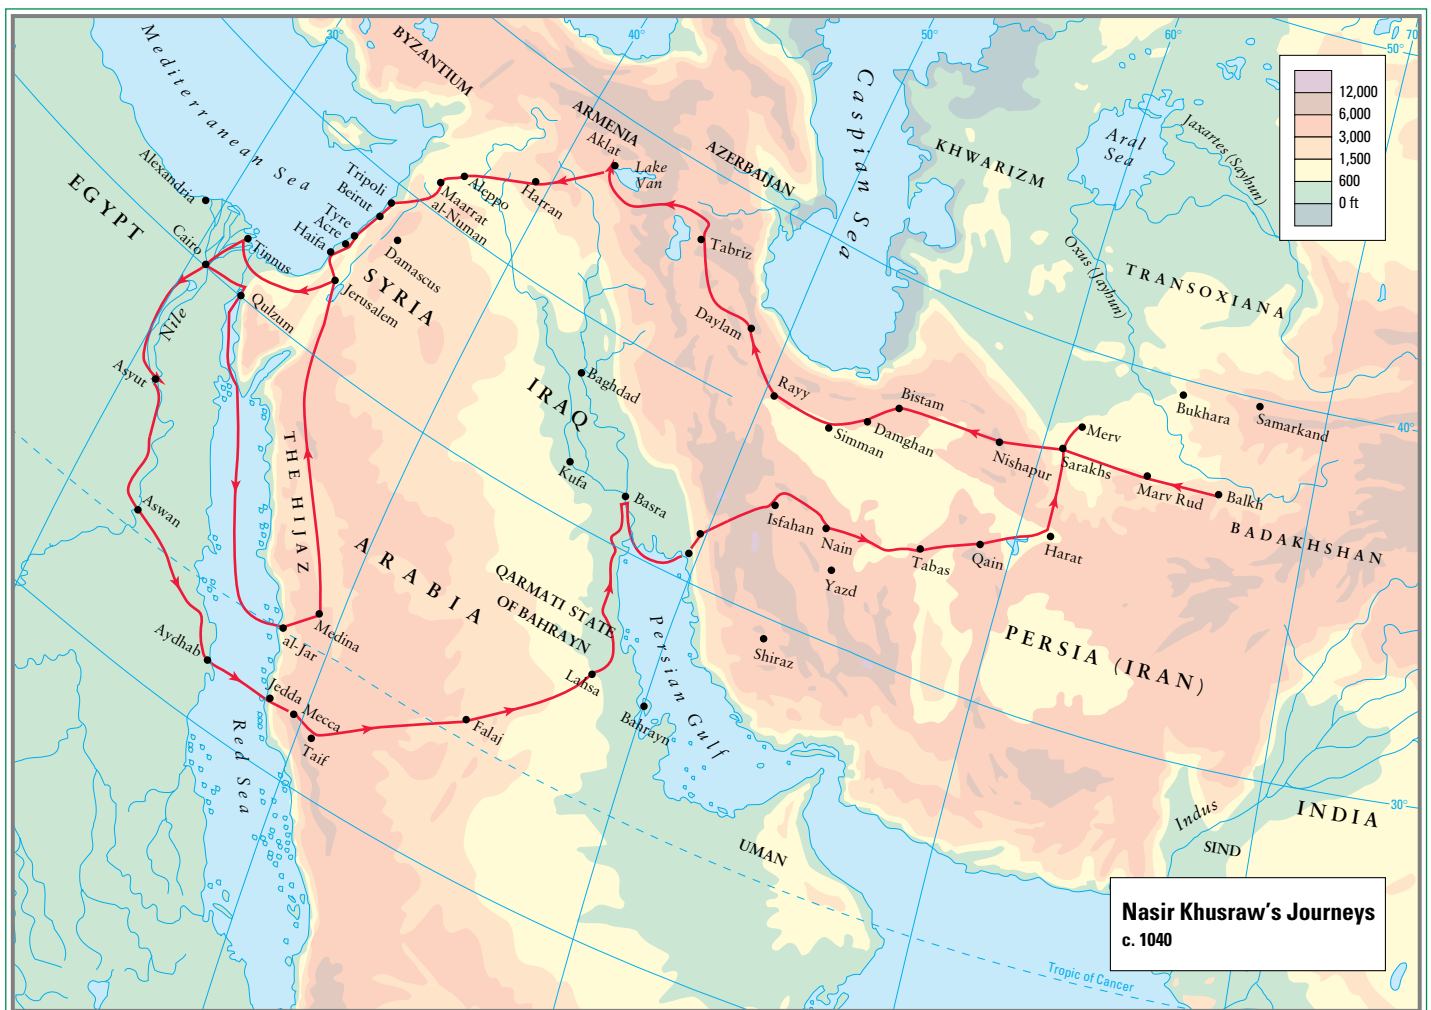 30°
40°
50°
60°
50°
70
Mediterranean Sea
BYZANTIUM
ARMENIA
Aklat
Lake
Van
AZERBAIJAN
Caspian Sea
KHWARIZM
Aral
Sea
Jaxartes (Sayhun)
12,000
6,000
3,000
1,500
600
0 ft
Alexandria
EGYPT
Cairo
Tinnus
Tripoli
Beirut
Tyre
Acre
Haifa
Maarrat
al-Numan
Aleppo
Harran
Damascus
SYRIA
Jerusalem
Qulzum
Nile
Tabriz
Daylam
Oxus (Jayhun)
TRANSOXIANA
Asyut
IRAQ
Baghdad
Rayy
Simman
Damghan
Bistam
Nishapur
Sarakhs
Merv
Bukhara
Samarkand
40°
Marv Rud
Balkh
BADAKHSHAN
THE HIJAZ
Kufa
Basra
Isfahan
Nain
Yazd
Tabas
Qain
Harat
Aswan
ARABIA
QARMATI STATE
OF BAHRAYN
Persian Gulf
Shiraz
PERSIA (IRAN)
Aydhab
al-Jar
Medina
Jedda
Mecca
Taif
Falaj
Lahsa
Bahrayn
Red Sea
UMAN
Indus
SIND
INDIA
30°
Tropic of Cancer
Nasir Khusraw's Journeys
c. 1040